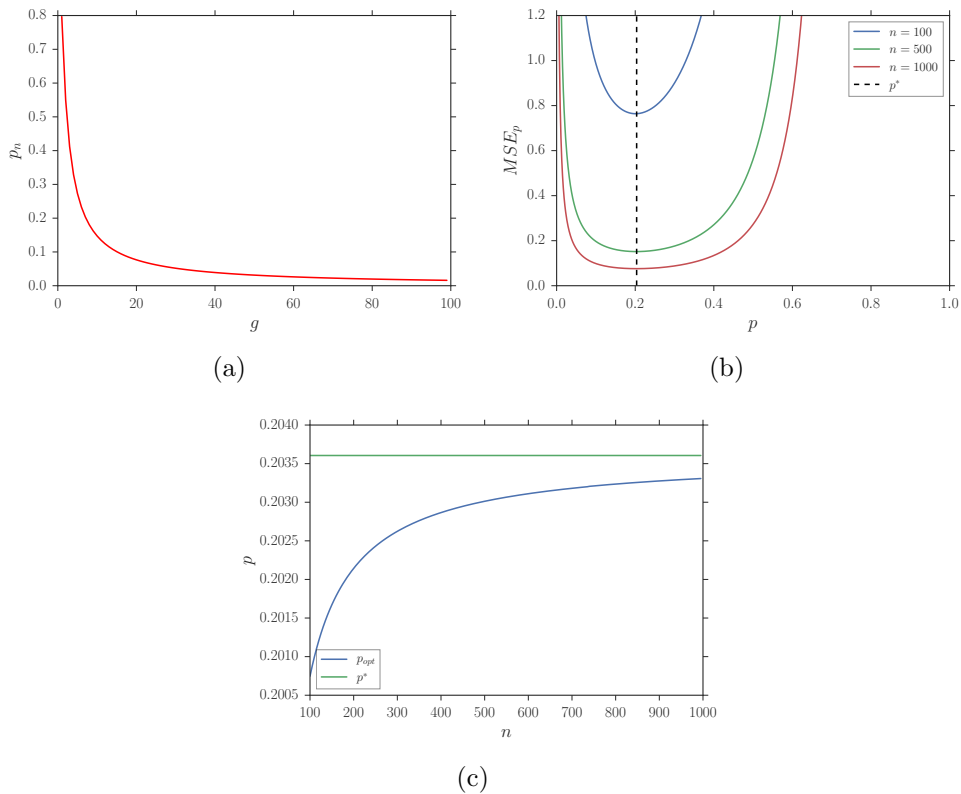 0.8
0.7
0.6
0.5
0.4
0.3
0.2
0.1
0.0
p_n
0 20 40 60 80 100
g
(a)
1.2
1.0
0.8
0.6
0.4
0.2
0.0
MSE_p
0.0 0.2 0.4 0.6 0.8 1.0
p
n = 100
n = 500
n = 1000
p*
(b)
0.2040
0.2035
0.2030
0.2025
0.2020
0.2015
0.2010
0.2005
p
100 200 300 400 500 600 700 800 900 1000
n
p_opt
p*
(c)